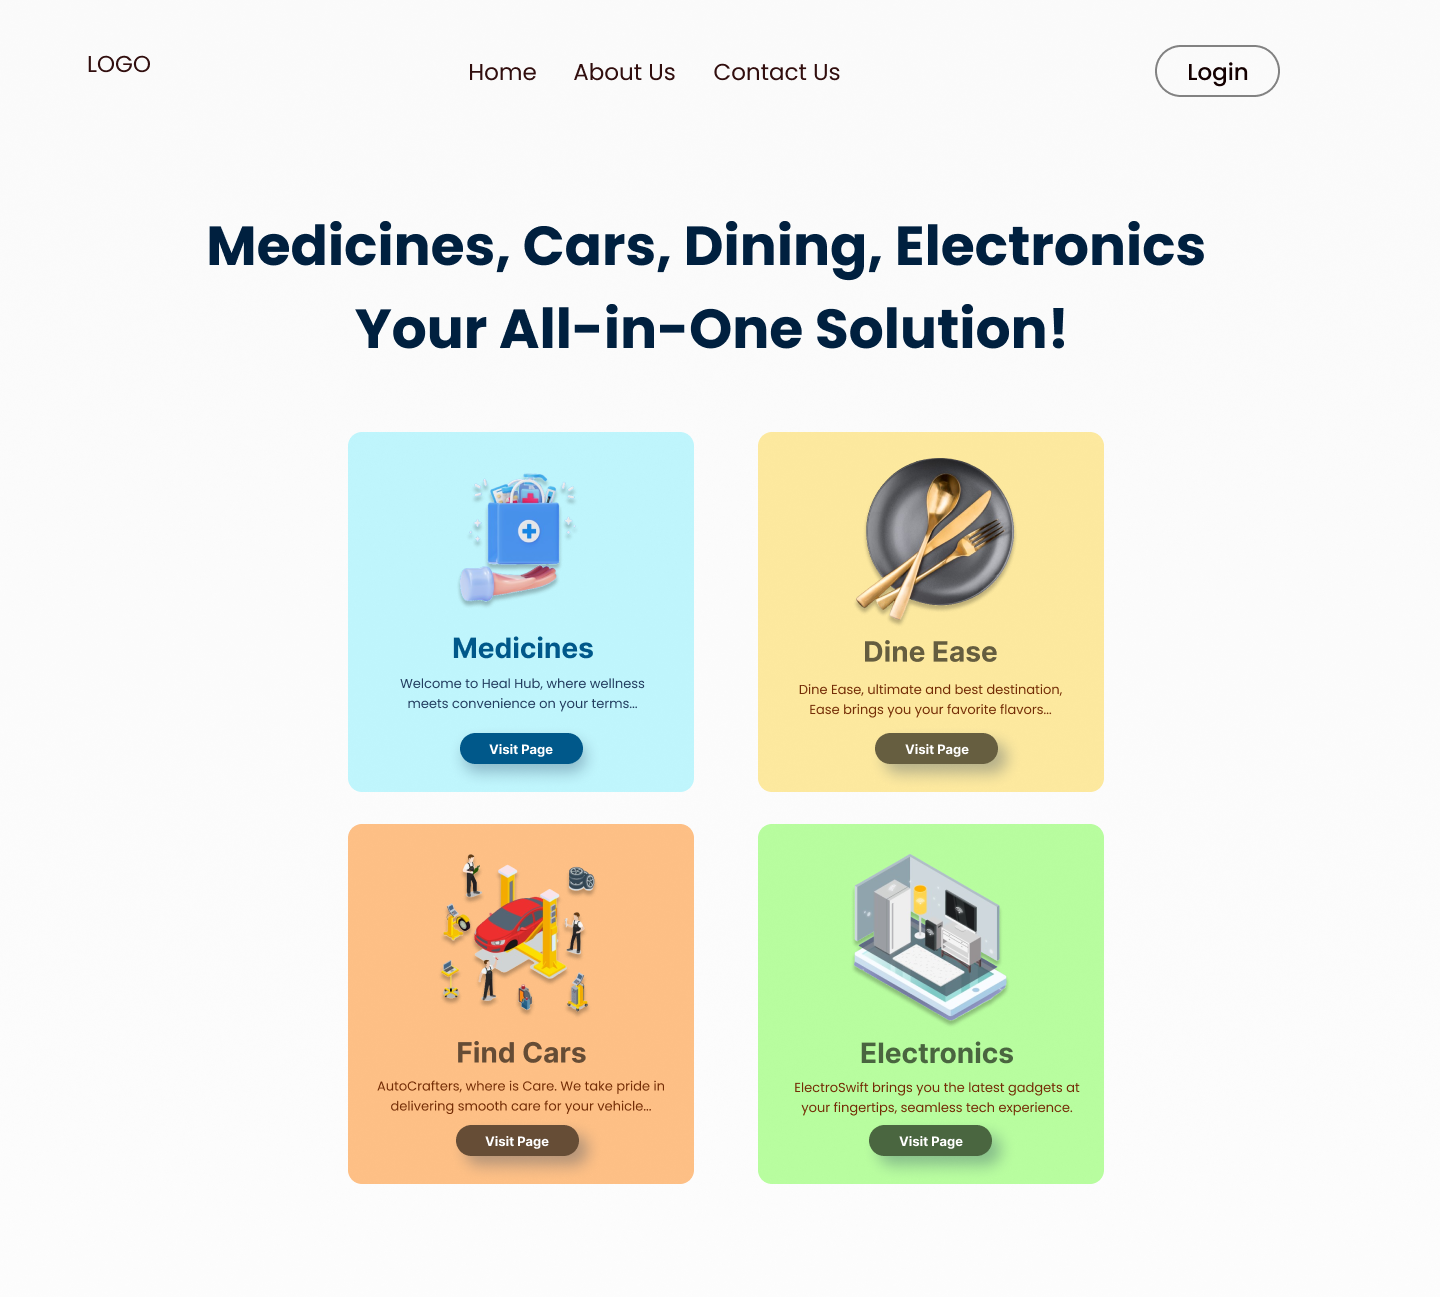 LOGO
Home About Us Contact Us
Login
Medicines, Cars, Dining, Electronics
Your All-in-One Solution!
Medicines
Welcome to Heal Hub, where wellness
meets convenience on your terms...
Visit Page
Dine Ease
Dine Ease, ultimate and best destination,
Ease brings you your favorite flavors...
Visit Page
Find Cars
AutoCrafters, where is Care. We take pride in
delivering smooth care for your vehicle...
Visit Page
Electronics
ElectroSwift brings you the latest gadgets at
your fingertips, seamless tech experience.
Visit Page